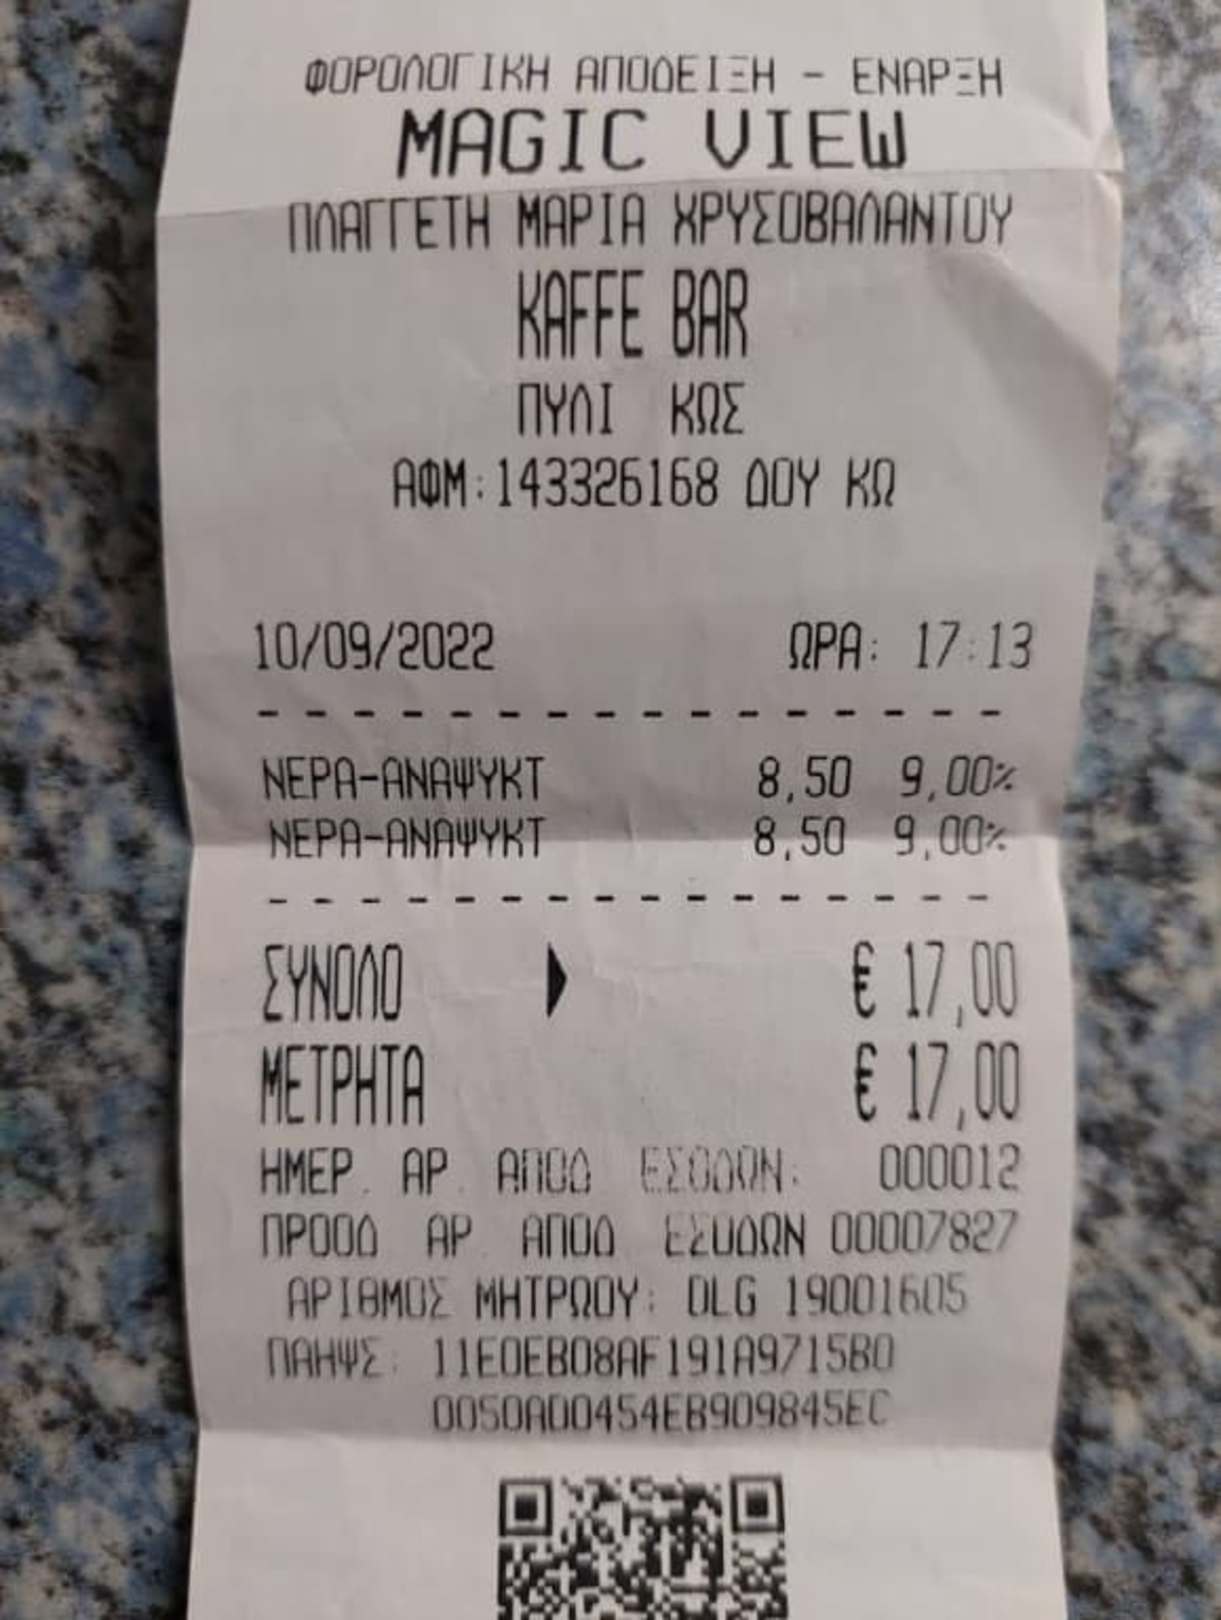 ΦΟΡΟΛΟΓΙΚΗ ΑΠΟΔΕΙΞΗ - ΕΝΑΡΞΗ
MAGIC VIEW
ΠΛΑΓΓΕΤΗ ΜΑΡΙΑ ΧΡΥΣΟΒΑΛΑΝΤΟΥ
KAFFE BAR
ΠΥΛΙ ΚΩΣ
ΑΦΜ:143326168 ΔΟΥ ΚΩ
10/09/2022 ΩΡΑ: 17:13
ΝΕΡΑ-ΑΝΑΨΥΚΤ 8,50 9,00%
ΝΕΡΑ-ΑΝΑΨΥΚΤ 8,50 9,00%
ΣΥΝΟΛΟ € 17,00
ΜΕΤΡΗΤΑ € 17,00
ΗΜΕΡ. ΑΡ. ΑΠΟΔ ΕΣΟΔΩΝ: 000012
ΠΡΟΟΔ ΑΡ. ΑΠΟΔ ΕΣΟΔΩΝ 00007827
ΑΡΙΘΜΟΣ ΜΗΤΡΩΟΥ: DLG 19001605
ΠΑΗΨΣ: 11E0EB08AF191A9715B0
0050AD0454EB909845EC